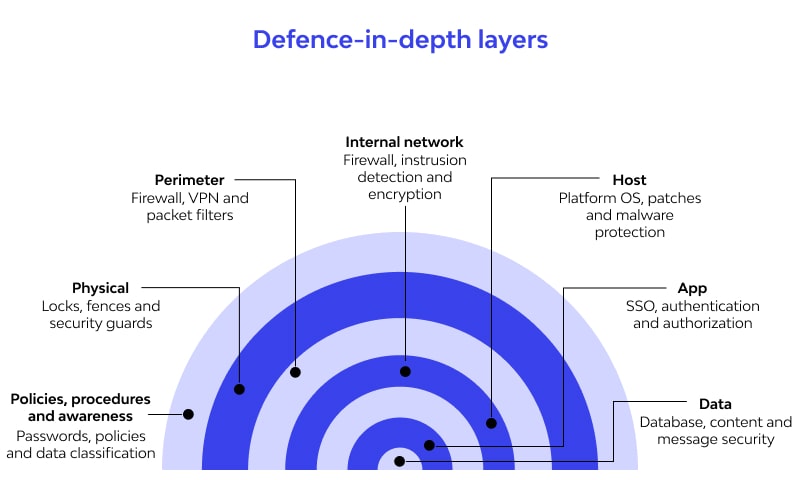 Defence-in-depth layers
Internal network
Firewall, instrusion
detection and
encryption
Perimeter
Firewall, VPN and
packet filters
Host
Platform OS, patches
and malware
protection
Physical
Locks, fences and
security guards
App
SSO, authentication
and authorization
Policies, procedures
and awareness
Passwords, policies
and data classification
Data
Database, content and
message security